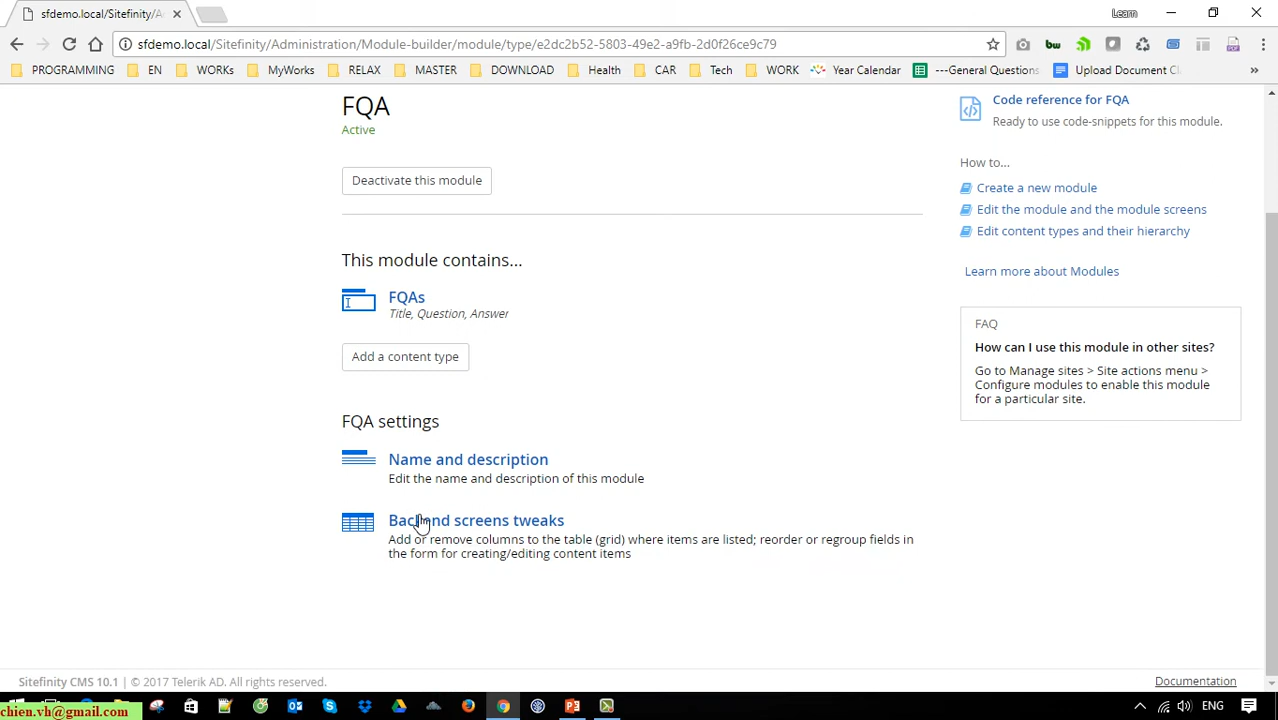 sfdemo.local/Sitefinity/A
Learn
sfdemo.local/Sitefinity/Administration/Module-builder/module/type/e2dc2b52-5803-49e2-a9fb-2d0f26ce9c79
PROGRAMMING EN WORKs MyWorks RELAX MASTER DOWNLOAD Health CAR Tech WORK Year Calendar ---General Questions Upload Document Cl »
FQA
Active
Deactivate this module
This module contains...
FQAs
Title, Question, Answer
Add a content type
FQA settings
Name and description
Edit the name and description of this module
Backend screens tweaks
Add or remove columns to the table (grid) where items are listed; reorder or regroup fields in
the form for creating/editing content items
Code reference for FQA
Ready to use code-snippets for this module.
How to...
Create a new module
Edit the module and the module screens
Edit content types and their hierarchy
Learn more about Modules
FAQ
How can I use this module in other sites?
Go to Manage sites > Site actions menu >
Configure modules to enable this module
for a particular site.
Sitefinity CMS 10.1 | © 2017 Telerik AD. All rights reserved.
Documentation
chien.vh@gmail.com
ENG